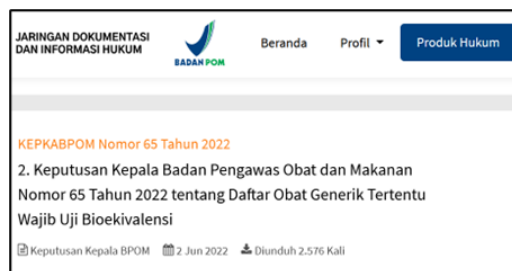 JARINGAN DOKUMENTASI
DAN INFORMASI HUKUM
BADAN POM
Beranda
Profil
Produk Hukum
KEPKABPOM Nomor 65 Tahun 2022
2. Keputusan Kepala Badan Pengawas Obat dan Makanan
Nomor 65 Tahun 2022 tentang Daftar Obat Generik Tertentu
Wajib Uji Bioekivalensi
Keputusan Kepala BPOM 2 Jun 2022 Diunduh 2.576 Kali